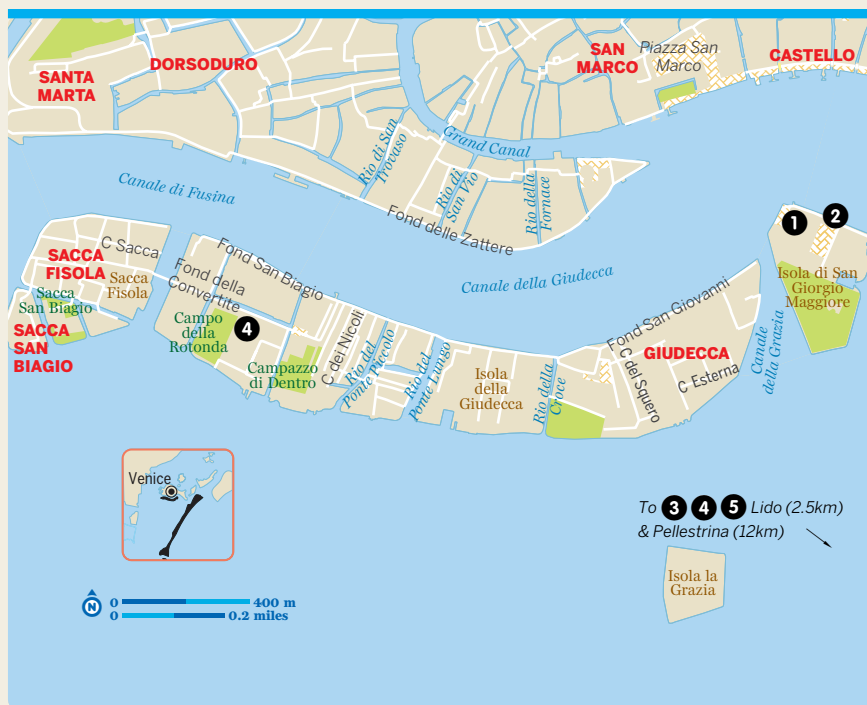 SANTA
MARTA
DORSODURO
SAN
MARCO
Piazza San
Marco
CASTELLO
Canale di Fusina
Rio di San
Trovaso
Grand Canal
Rio di
San Vio
Rio della
Fornace
Fond delle Zattere
Canale della Giudecca
1
2
Isola di San
Giorgio
Maggiore
C Sacca
SACCA
FISOLA
Sacca
Fisola
Sacca
San Biagio
SACCA
SAN
BIAGIO
Fond San Biagio
Fond della
Convertite
Campo
della
Rotonda
4
Campazzo
di Dentro
C dei Nicoli
Rio del
Ponte Piccolo
Rio del
Ponte Lungo
Isola
della
Giudecca
Rio della
Croce
Fond San Giovanni
C del Squero
GIUDECCA
C Esterna
Canale
della Grazia
Venice
To 3 4 5 Lido (2.5km)
& Pellestrina (12km)
Isola la
Grazia
N
0 400 m
0 0.2 miles